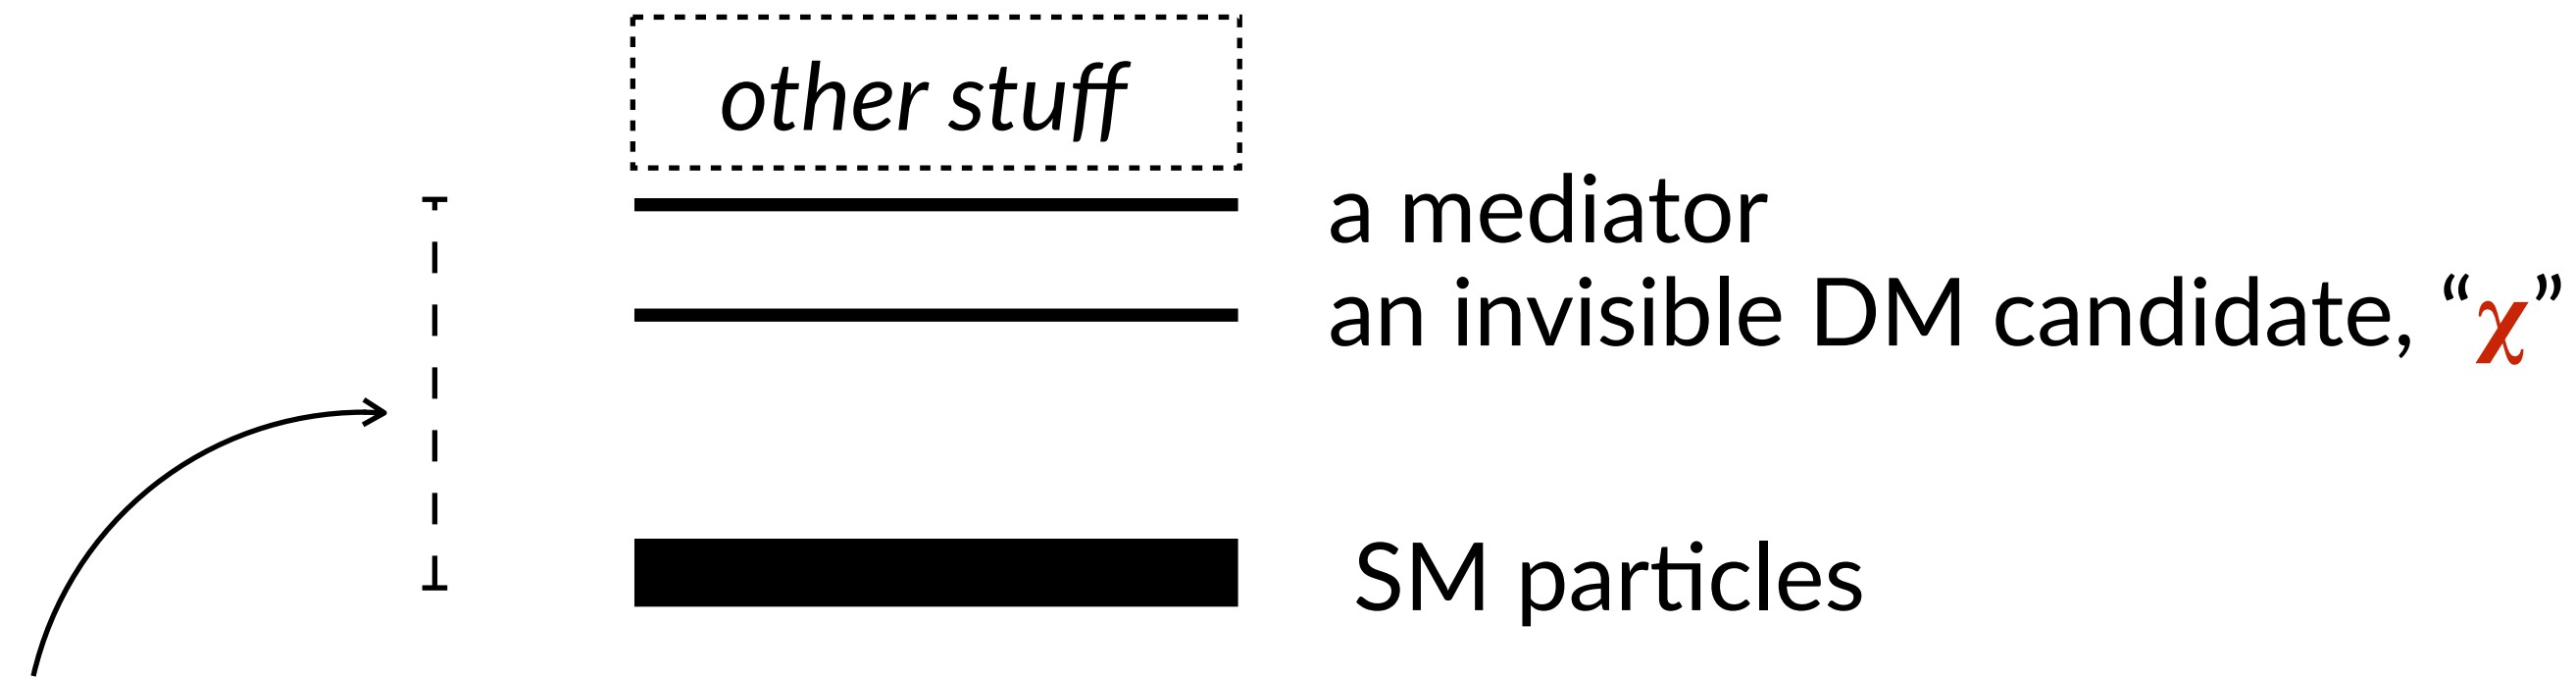 other stuff
a mediator
an invisible DM candidate, “χ”
SM particles